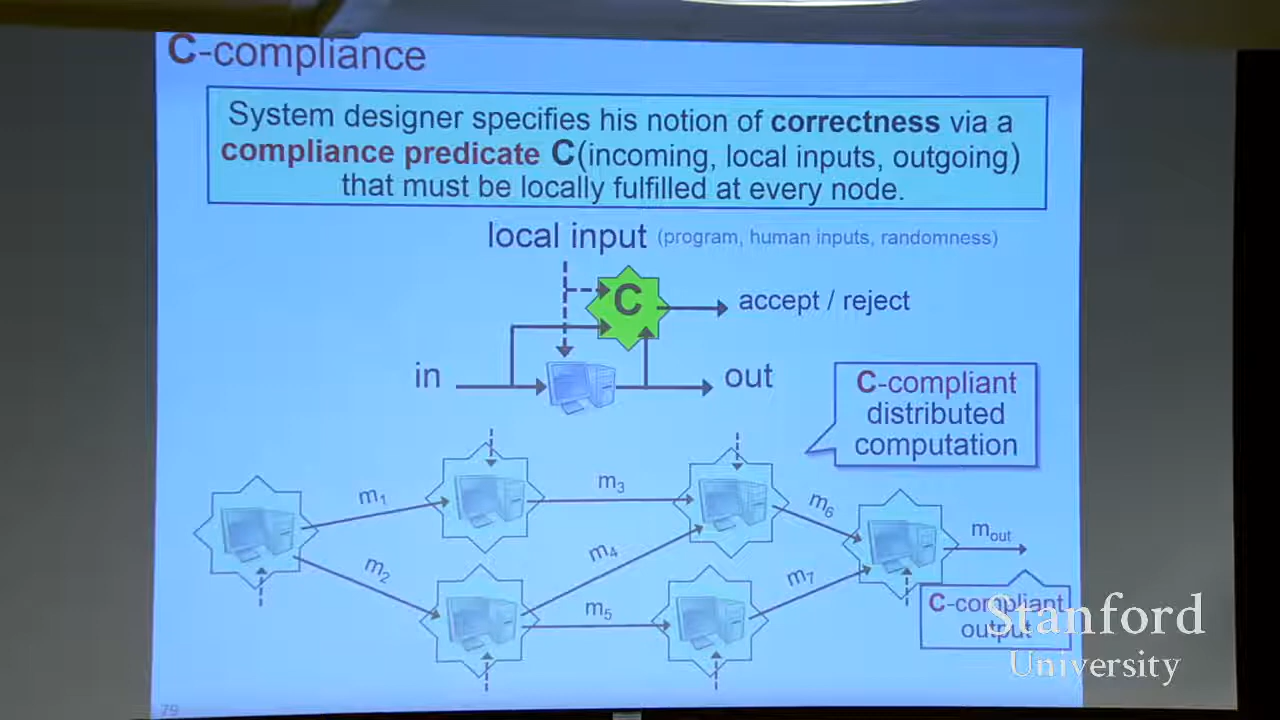 C-compliance
System designer specifies his notion of correctness via a
compliance predicate C(incoming, local inputs, outgoing)
that must be locally fulfilled at every node.
local input (program, human inputs, randomness)
C
accept / reject
in
out
C-compliant
distributed
computation
m1
m3
m6
mout
m2
m4
m5
m7
C-compliant
output
Stanford
University
79